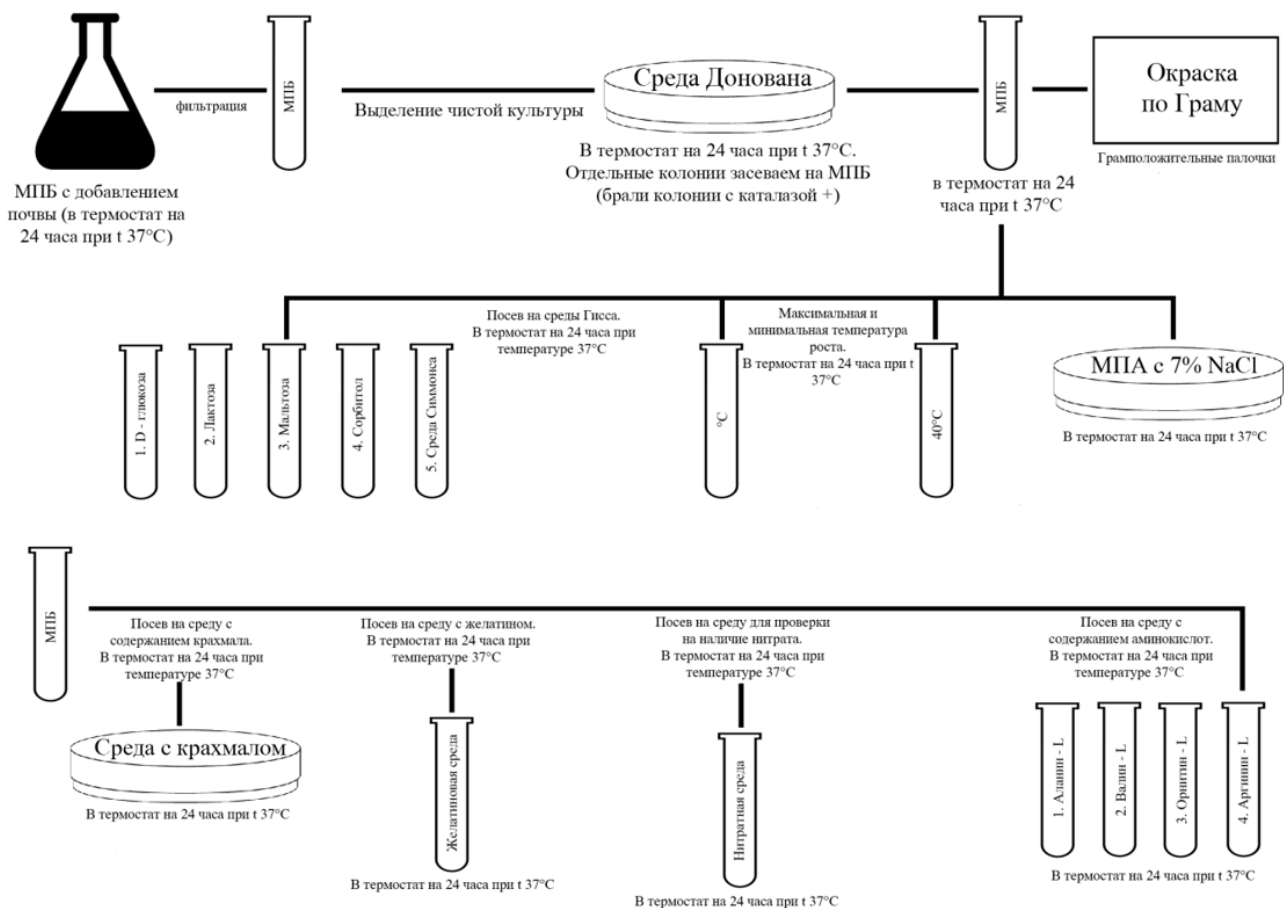 МПБ с добавлением
почвы (в термостат на
24 часа при t 37°C)
фильтрация
МПБ
Выделение чистой культуры
Среда Донована
В термостат на 24 часа при t 37°C.
Отдельные колонии засеваем на МПБ
(брали колонии с каталазой +)
МПБ
в термостат на 24
часа при t 37°C
Окраска
по Граму
Грамположительные палочки
Посев на среды Гисса.
В термостат на 24 часа при
температуре 37°C
1. D - глюкоза
2. Лактоза
3. Мальтоза
4. Сорбитол
5. Среда Симмонса
Максимальная и
минимальная температура
роста.
В термостат на 24 часа при t
37°C
°C
40°C
МПА с 7% NaCl
В термостат на 24 часа при t 37°C
МПБ
Посев на среду с
содержанием крахмала.
В термостат на 24 часа при
температуре 37°C
Среда с крахмалом
В термостат на 24 часа при t 37°C
Посев на среду с желатином.
В термостат на 24 часа при
температуре 37°C
Желатиновая среда
В термостат на 24 часа при t 37°C
Посев на среду для проверки
на наличие нитрата.
В термостат на 24 часа при
температуре 37°C
Нитратная среда
В термостат на 24 часа при t 37°C
Посев на среду с
содержанием аминокислот.
В термостат на 24 часа при
температуре 37°C
1. Аланин - L
2. Валин - L
3. Орнитин - L
4. Аргинин - L
В термостат на 24 часа при t 37°C